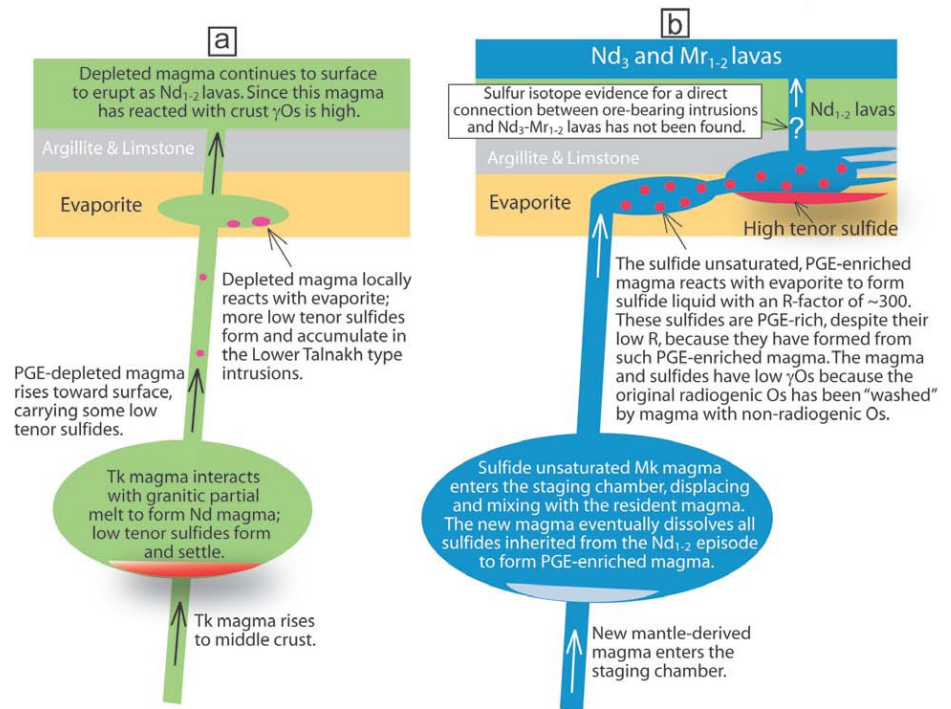 a
Depleted magma continues to surface
to erupt as Nd₁₋₂ lavas. Since this magma
has reacted with crust γOs is high.
Argillite & Limstone
Evaporite
Depleted magma locally
reacts with evaporite;
more low tenor sulfides
form and accumulate in
the Lower Talnakh type
intrusions.
PGE-depleted magma
rises toward surface,
carrying some low
tenor sulfides.
Tk magma interacts
with granitic partial
melt to form Nd magma;
low tenor sulfides form
and settle.
Tk magma rises
to middle crust.
b
Nd₃ and Mr₁₋₂ lavas
Sulfur isotope evidence for a direct
connection between ore-bearing intrusions
and Nd₃-Mr₁₋₂ lavas has not been found.
Nd₁₋₂ lavas
?
Argillite & Limstone
Evaporite
High tenor sulfide
The sulfide unsaturated, PGE-enriched
magma reacts with evaporite to form
sulfide liquid with an R-factor of ~300.
These sulfides are PGE-rich, despite their
low R, because they have formed from
such PGE-enriched magma. The magma
and sulfides have low γOs because the
original radiogenic Os has been "washed"
by magma with non-radiogenic Os.
Sulfide unsaturated Mk magma
enters the staging chamber, displacing
and mixing with the resident magma.
The new magma eventually dissolves all
sulfides inherited from the Nd₁₋₂ episode
to form PGE-enriched magma.
New mantle-derived
magma enters the
staging chamber.